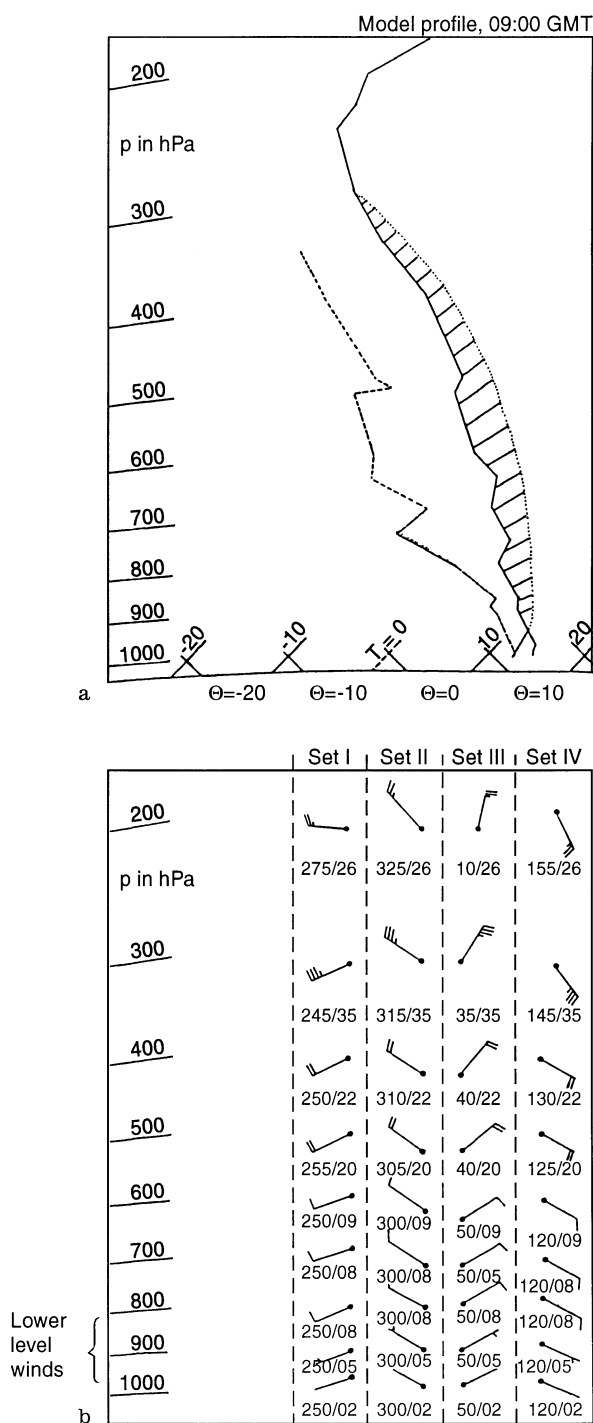 Model profile, 09:00 GMT
200
p in hPa
300
400
500
600
700
800
900
1000
-20 -10 T = 0 10 20
a Θ=-20 Θ=-10 Θ=0 Θ=10
Set I Set II Set III Set IV
200
275/26 325/26 10/26 155/26
p in hPa
300
245/35 315/35 35/35 145/35
400
250/22 310/22 40/22 130/22
500
255/20 305/20 40/20 125/20
600
250/09 300/09 50/09 120/09
700
250/08 300/08 50/05 120/08
800
250/08 300/08 50/08 120/08
Lower
level
winds
900
250/05 300/05 50/05 120/05
1000
b 250/02 300/02 50/02 120/02